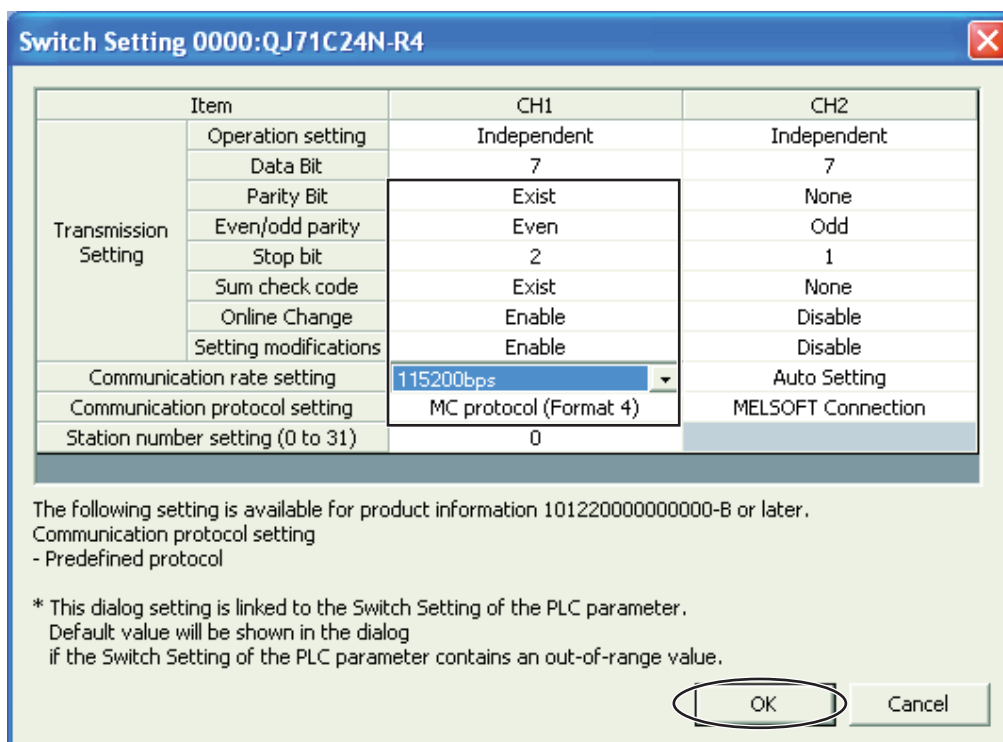 Switch Setting 0000:QJ71C24N-R4
Item CH1 CH2
Transmission Setting
Operation setting Independent Independent
Data Bit 7 7
Parity Bit Exist None
Even/odd parity Even Odd
Stop bit 2 1
Sum check code Exist None
Online Change Enable Disable
Setting modifications Enable Disable
Communication rate setting 115200bps Auto Setting
Communication protocol setting MC protocol (Format 4) MELSOFT Connection
Station number setting (0 to 31) 0
The following setting is available for product information 101220000000000-B or later.
Communication protocol setting
- Predefined protocol
* This dialog setting is linked to the Switch Setting of the PLC parameter.
Default value will be shown in the dialog
if the Switch Setting of the PLC parameter contains an out-of-range value.
OK Cancel